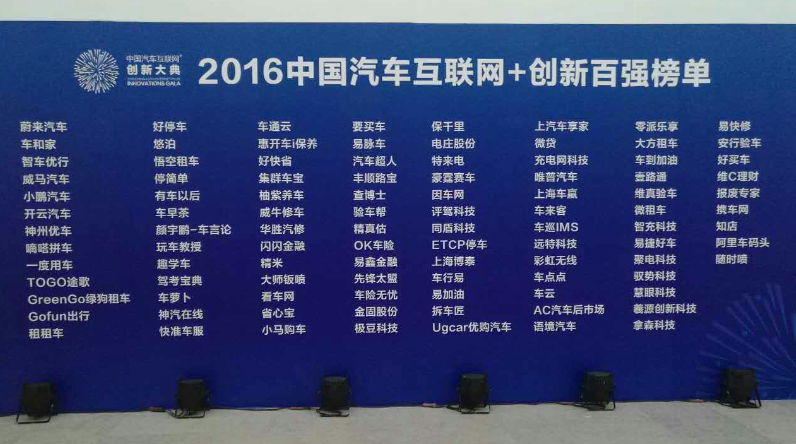 中国汽车互联网+
创新大典
INNOVATIONS GALA
2016中国汽车互联网+创新百强榜单
蔚来汽车
车和家
智车优行
威马汽车
小鹏汽车
开云汽车
神州优车
嘀嗒拼车
一度用车
TOGO途歌
GreenGo绿狗租车
Gofun出行
租租车
好停车
悠泊
悟空租车
停简单
有车以后
车早茶
颜宇鹏-车言论
玩车教授
趣学车
驾考宝典
车萝卜
神汽在线
快准车服
车通云
惠开车i保养
好快省
集群车宝
柚紫养车
威牛修车
华胜汽修
闪闪金融
精米
大师钣喷
看车网
省心宝
小马购车
要买车
易脉车
汽车超人
丰顺路宝
查博士
验车帮
精真估
OK车险
易鑫金融
先锋太盟
车险无忧
金固股份
极豆科技
保千里
电庄股份
特来电
豪霆赛车
因车网
评驾科技
同盾科技
ETCP停车
上海博泰
车行易
易加油
拆车匠
Ugcar优购汽车
上汽车享家
微贷
充电网科技
唯普汽车
上海车赢
车来客
车巡IMS
远特科技
彩虹无线
车点点
车云
AC汽车后市场
语境汽车
零派乐享
大方租车
车到加油
壹路通
维真验车
微租车
智充科技
易捷好车
聚电科技
驭势科技
慧眼科技
羲源创新科技
拿森科技
易快修
安行验车
好买车
维C理财
报废专家
携车网
知店
阿里车码头
随时喷